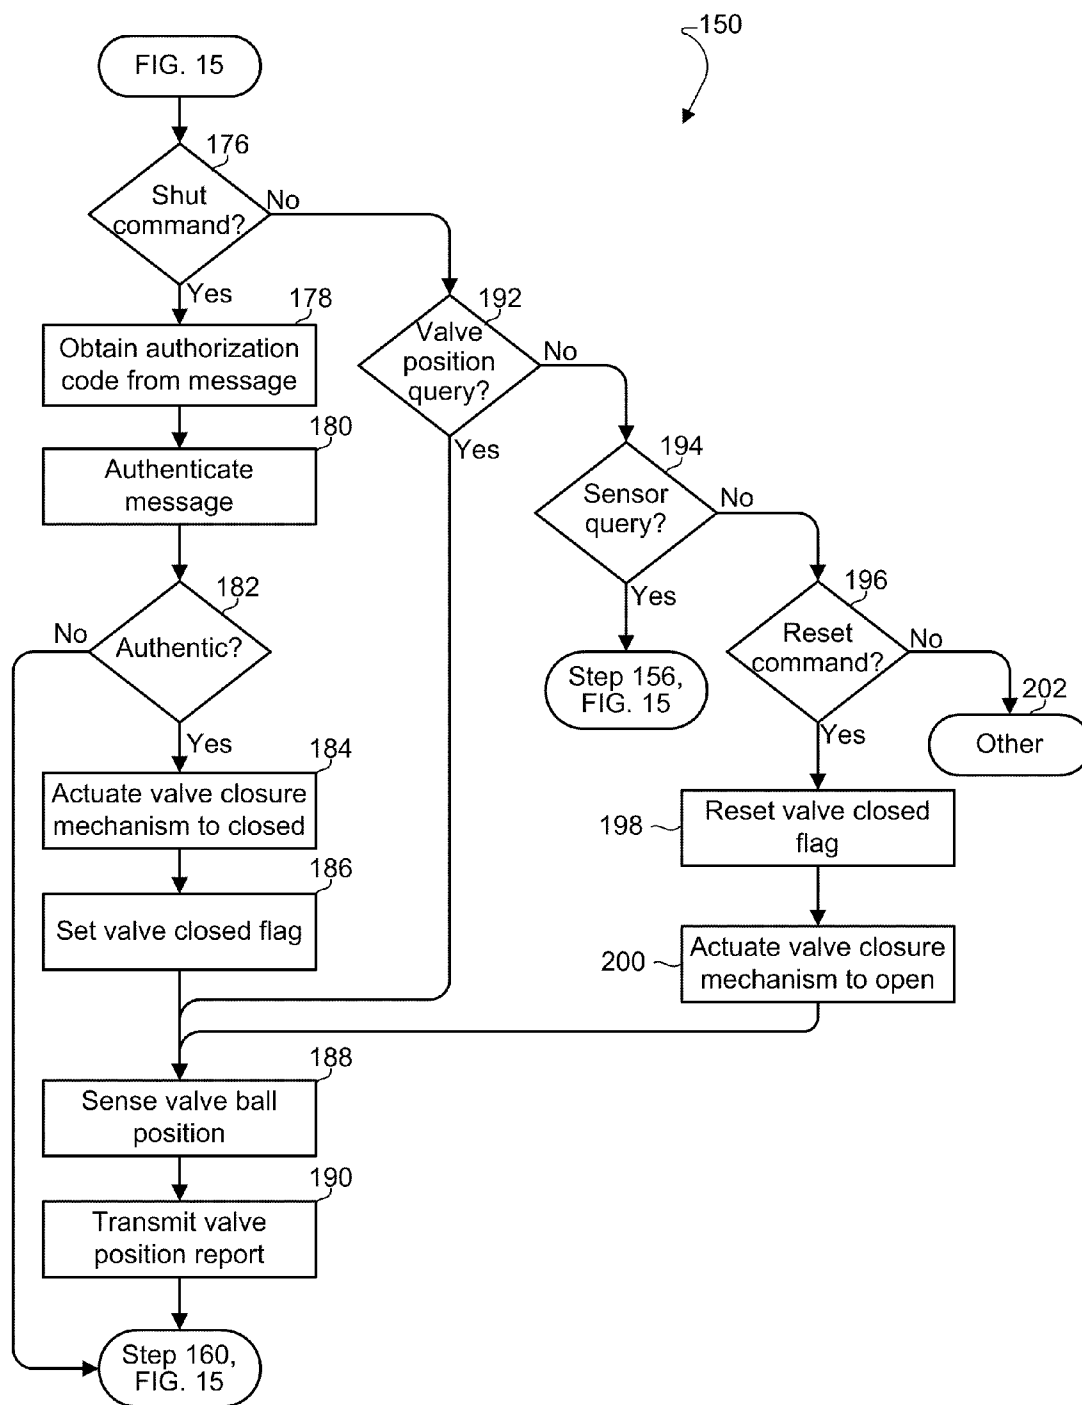 150
FIG. 15
176
Shut
command?
No
Yes
178
Obtain authorization
code from message
180
Authenticate
message
182
Authentic?
No
Yes
184
Actuate valve closure
mechanism to closed
186
Set valve closed flag
188
Sense valve ball
position
190
Transmit valve
position report
Step 160,
FIG. 15
192
Valve
position
query?
No
Yes
194
Sensor
query?
No
Yes
Step 156,
FIG. 15
196
Reset
command?
No
Yes
202
Other
198
Reset valve closed
flag
200
Actuate valve closure
mechanism to open